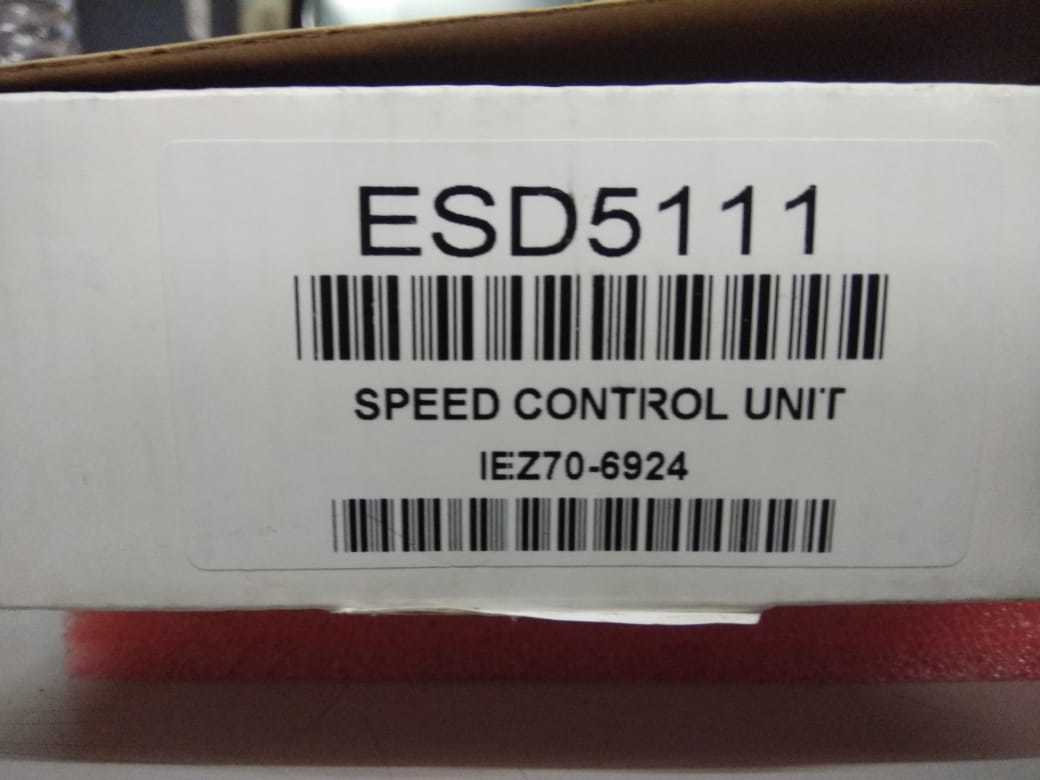 ESD5111
SPEED CONTROL UNIT
IEZ70-6924